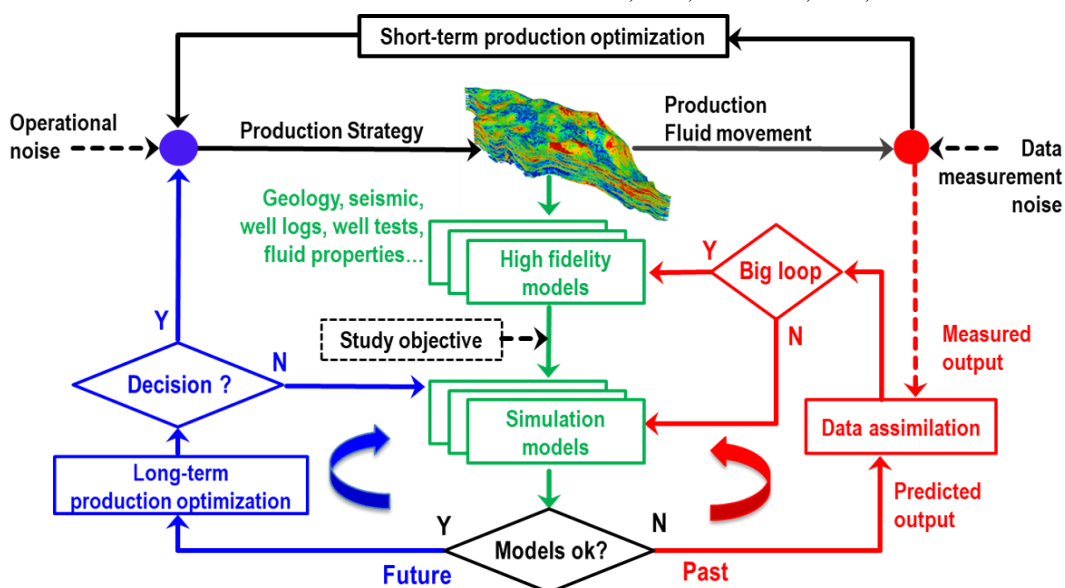 Short-term production optimization
Operational
noise
Production Strategy
Production
Fluid movement
Data
measurement
noise
Geology, seismic,
well logs, well tests,
fluid properties...
High fidelity
models
Y
Big loop
N
Study objective
Measured
output
Y
Decision ?
N
Simulation
models
Data assimilation
Long-term
production optimization
Predicted
output
Y
Models ok?
N
Future
Past